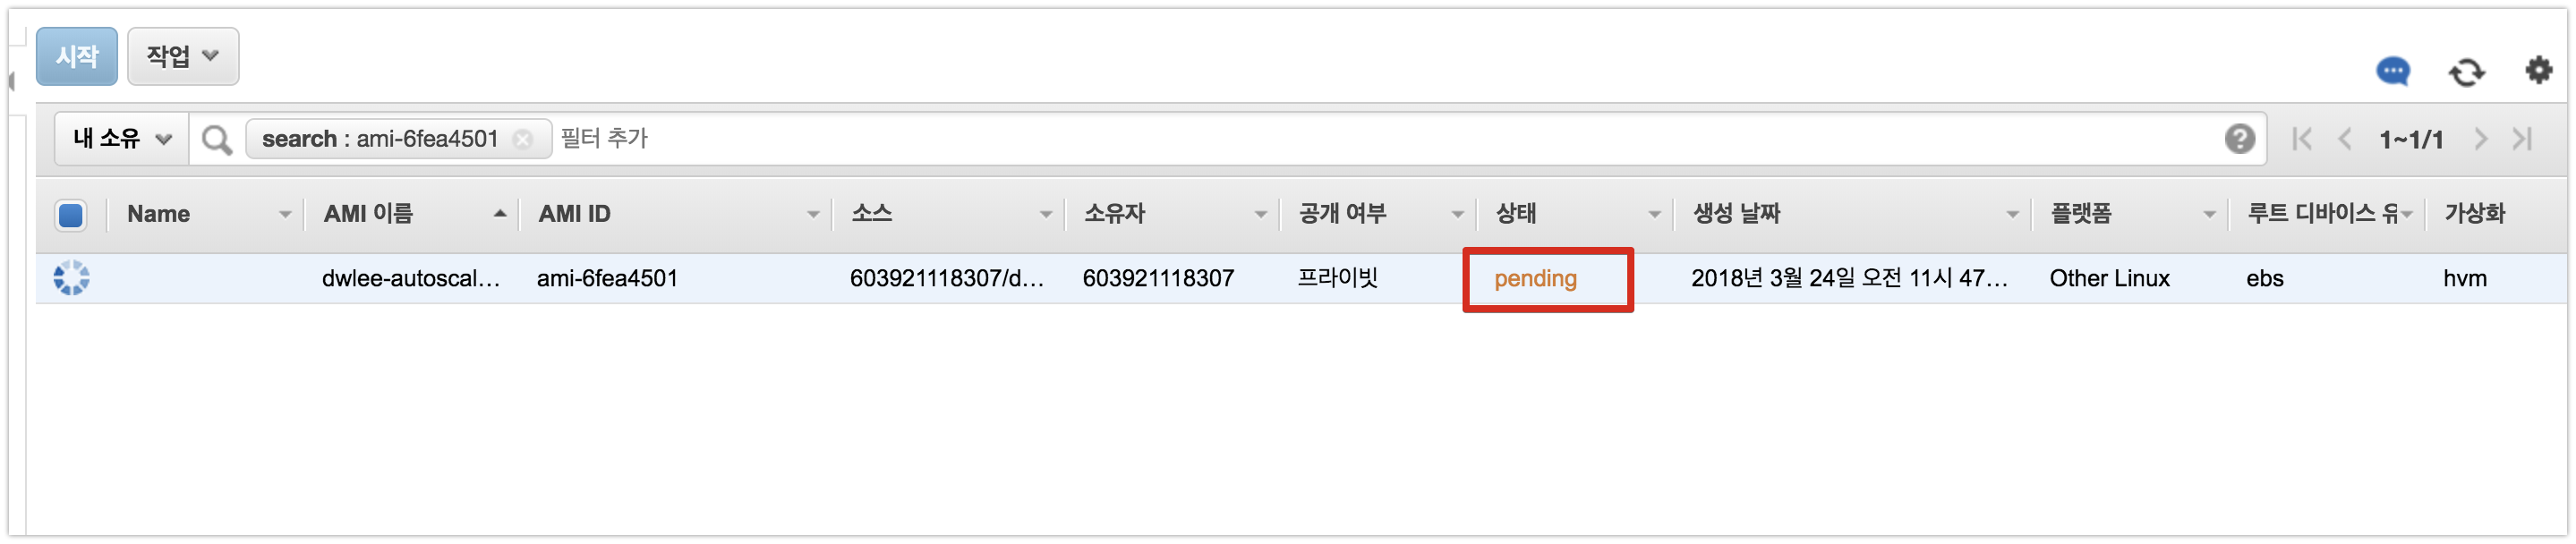 시작 작업
내 소유 search : ami-6fea4501 필터 추가 1~1/1
Name AMI 이름 AMI ID 소스 소유자 공개 여부 상태 생성 날짜 플랫폼 루트 디바이스 유 가상화
dwlee-autoscal... ami-6fea4501 603921118307/d... 603921118307 프라이빗 pending 2018년 3월 24일 오전 11시 47... Other Linux ebs hvm